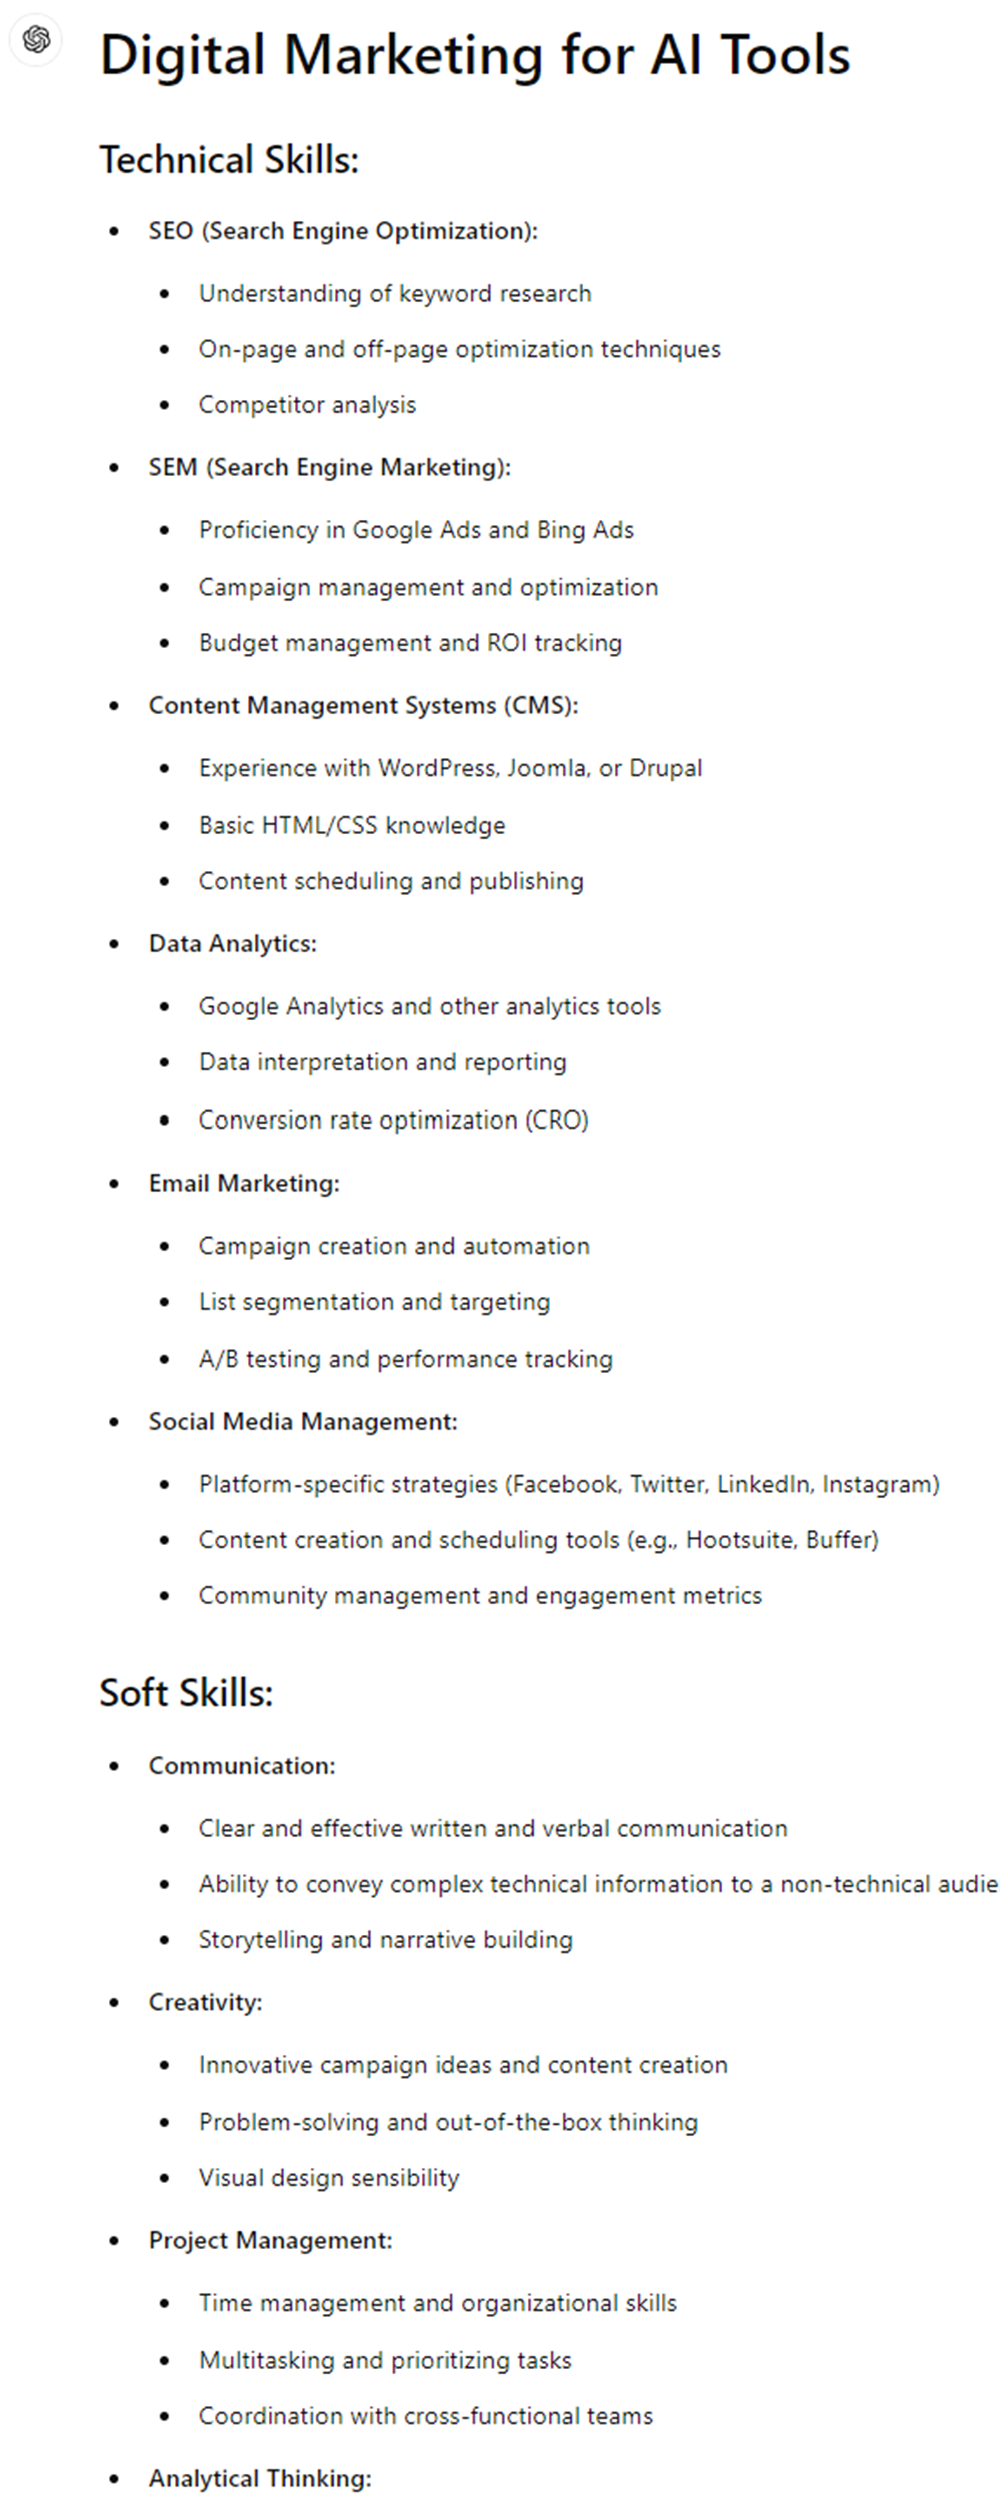 Digital Marketing for AI Tools
Technical Skills:
SEO (Search Engine Optimization):
Understanding of keyword research
On-page and off-page optimization techniques
Competitor analysis
SEM (Search Engine Marketing):
Proficiency in Google Ads and Bing Ads
Campaign management and optimization
Budget management and ROI tracking
Content Management Systems (CMS):
Experience with WordPress, Joomla, or Drupal
Basic HTML/CSS knowledge
Content scheduling and publishing
Data Analytics:
Google Analytics and other analytics tools
Data interpretation and reporting
Conversion rate optimization (CRO)
Email Marketing:
Campaign creation and automation
List segmentation and targeting
A/B testing and performance tracking
Social Media Management:
Platform-specific strategies (Facebook, Twitter, LinkedIn, Instagram)
Content creation and scheduling tools (e.g., Hootsuite, Buffer)
Community management and engagement metrics
Soft Skills:
Communication:
Clear and effective written and verbal communication
Ability to convey complex technical information to a non-technical audie
Storytelling and narrative building
Creativity:
Innovative campaign ideas and content creation
Problem-solving and out-of-the-box thinking
Visual design sensibility
Project Management:
Time management and organizational skills
Multitasking and prioritizing tasks
Coordination with cross-functional teams
Analytical Thinking: